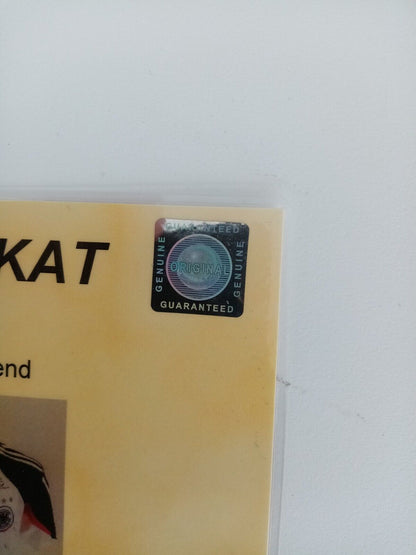 KAT
GUARANTEED
GENUINE
ORIGINAL
GENUINE
GUARANTEED
end